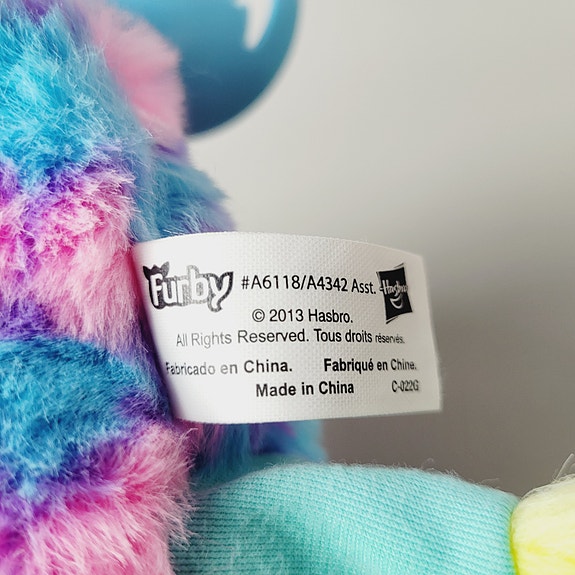 Furby #A6118/A4342 Asst. Hasbro
© 2013 Hasbro.
All Rights Reserved. Tous droits réservés.
Fabricado en China. Fabriqué en Chine.
Made in China C-022G